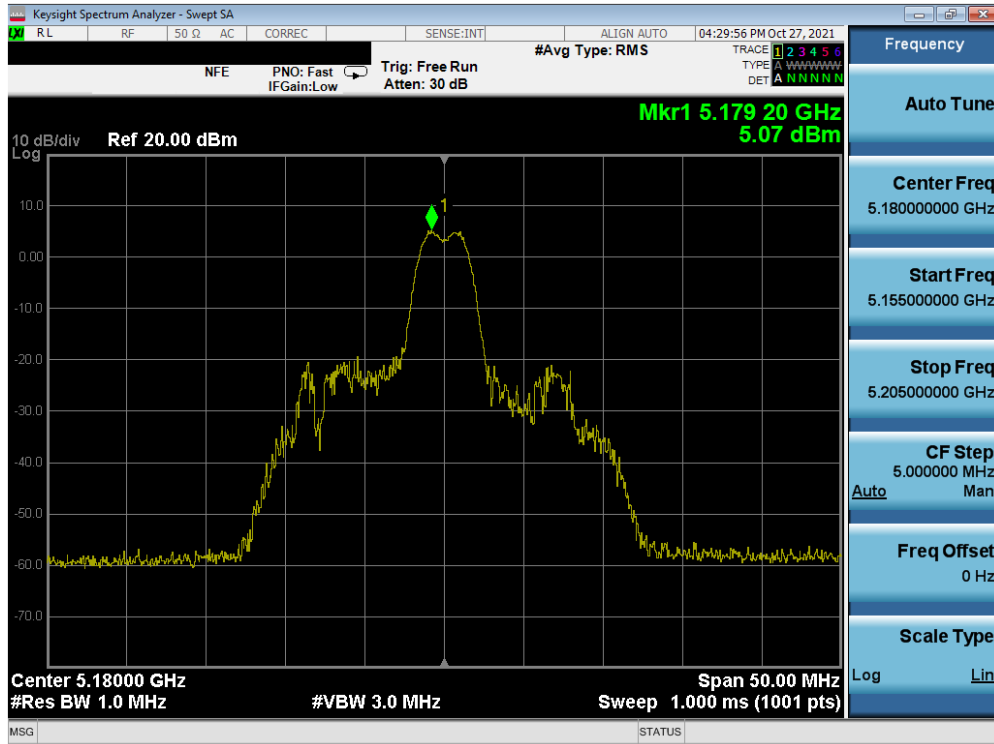 Keysight Spectrum Analyzer - Swept SA
LXI RL RF 50 Ω AC CORREC SENSE:INT ALIGN AUTO 04:29:56 PM Oct 27, 2021
NFE PNO: Fast IFGain:Low
Trig: Free Run
Atten: 30 dB
#Avg Type: RMS
TRACE 1 2 3 4 5 6
TYPE A WWWWW
DET A N N N N N
Mkr1 5.179 20 GHz
5.07 dBm
10 dB/div Ref 20.00 dBm
Log
10.0
0.00
-10.0
-20.0
-30.0
-40.0
-50.0
-60.0
-70.0
1
Center 5.18000 GHz Span 50.00 MHz
#Res BW 1.0 MHz #VBW 3.0 MHz Sweep 1.000 ms (1001 pts)
MSG STATUS
Frequency
Auto Tune
Center Freq
5.180000000 GHz
Start Freq
5.155000000 GHz
Stop Freq
5.205000000 GHz
CF Step
5.000000 MHz
Auto Man
Freq Offset
0 Hz
Scale Type
Log Lin